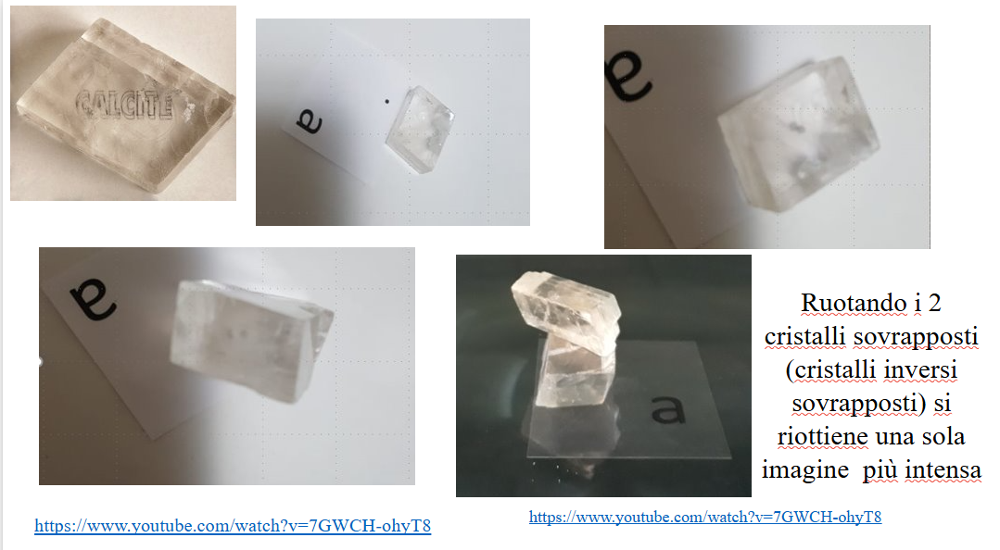 CALCITE
a
a
a
a
Ruotando i 2
cristalli sovrapposti
(cristalli inversi
sovrapposti) si
riottiene una sola
imagine più intensa
https://www.youtube.com/watch?v=7GWCH-ohyT8
https://www.youtube.com/watch?v=7GWCH-ohyT8